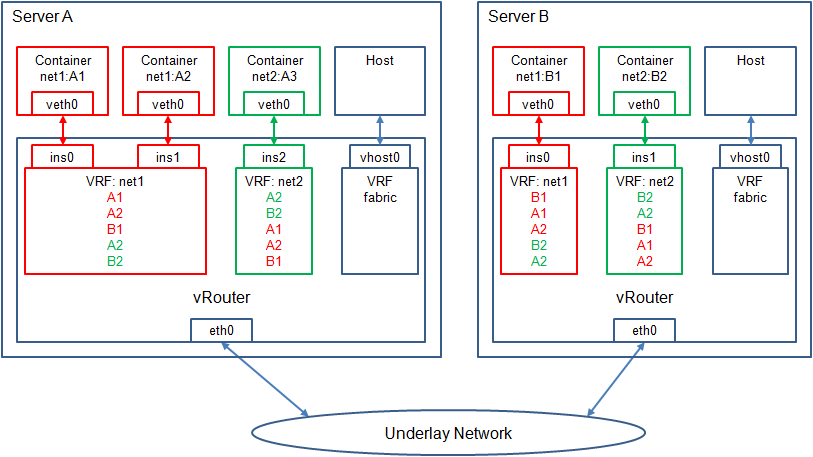 Server A
Container
net1:A1
veth0
Container
net1:A2
veth0
Container
net2:A3
veth0
Host
ins0
ins1
ins2
vhost0
VRF: net1
A1
A2
B1
A2
B2
VRF: net2
A2
B2
A1
A2
B1
VRF
fabric
vRouter
eth0
Server B
Container
net1:B1
veth0
Container
net2:B2
veth0
Host
ins0
ins1
vhost0
VRF: net1
B1
A1
A2
B2
A2
VRF: net2
B2
A2
B1
A1
A2
VRF
fabric
vRouter
eth0
Underlay Network